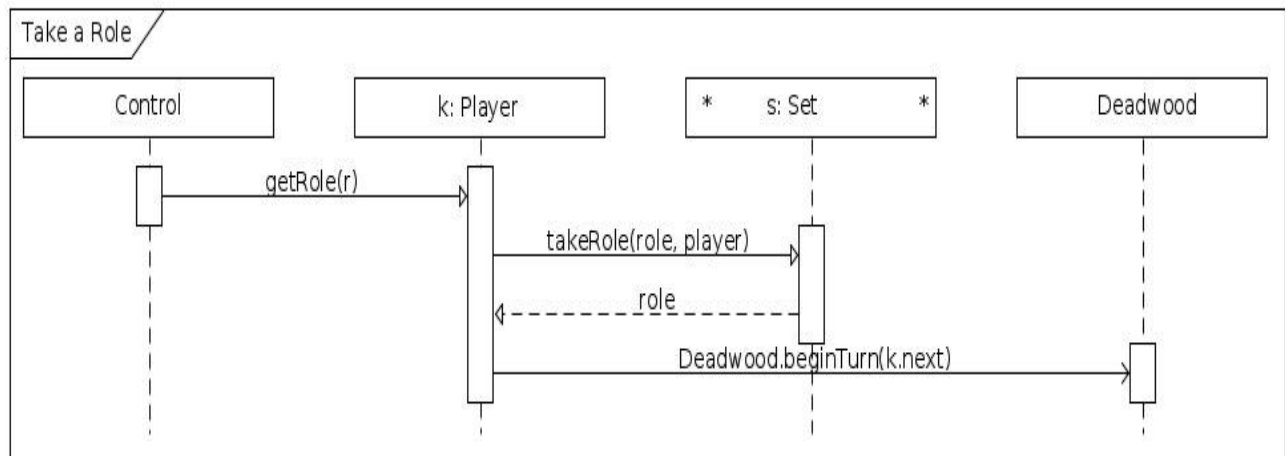 Take a Role
Control
k: Player
* s: Set *
Deadwood
getRole(r)
takeRole(role, player)
role
Deadwood.beginTurn(k.next)